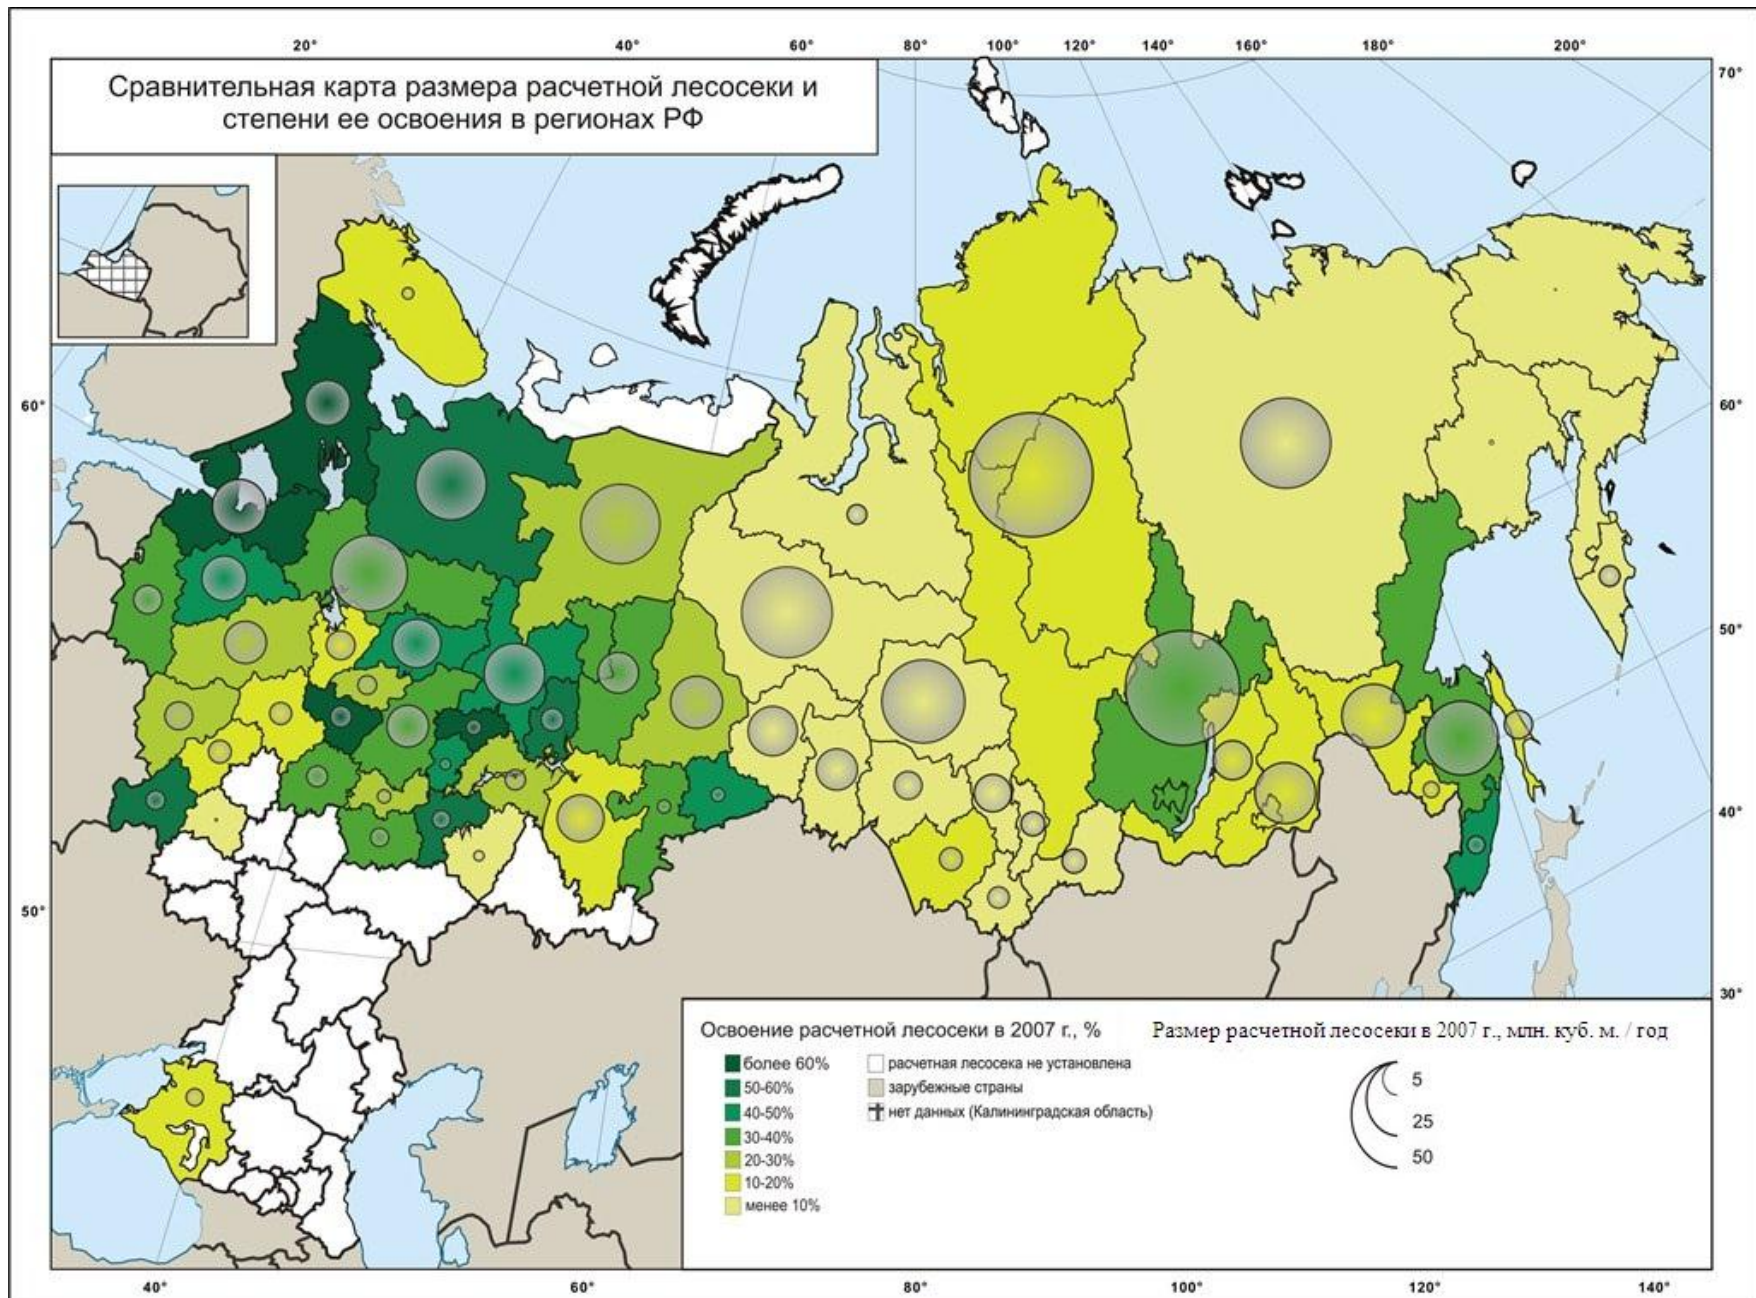 20° 40° 60° 80° 100° 120° 140° 160° 180° 200°
70°
Сравнительная карта размера расчетной лесосеки и
степени ее освоения в регионах РФ
60° 60°
50°
40°
50°
30°
Освоение расчетной лесосеки в 2007 г., %
более 60%
50-60%
40-50%
30-40%
20-30%
10-20%
менее 10%
расчетная лесосека не установлена
зарубежные страны
нет данных (Калининградская область)
Размер расчетной лесосеки в 2007 г., млн. куб. м. / год
5
25
50
40° 60° 80° 100° 120° 140°